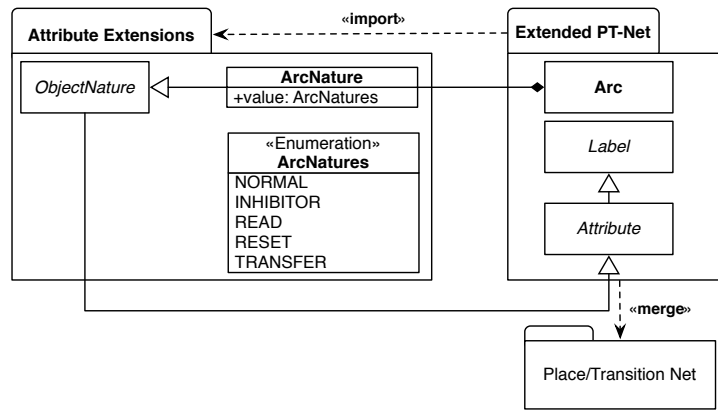 Attribute Extensions
«import»
Extended PT-Net
ObjectNature
ArcNature
+value: ArcNatures
Arc
«Enumeration»
ArcNatures
NORMAL
INHIBITOR
READ
RESET
TRANSFER
Label
Attribute
«merge»
Place/Transition Net